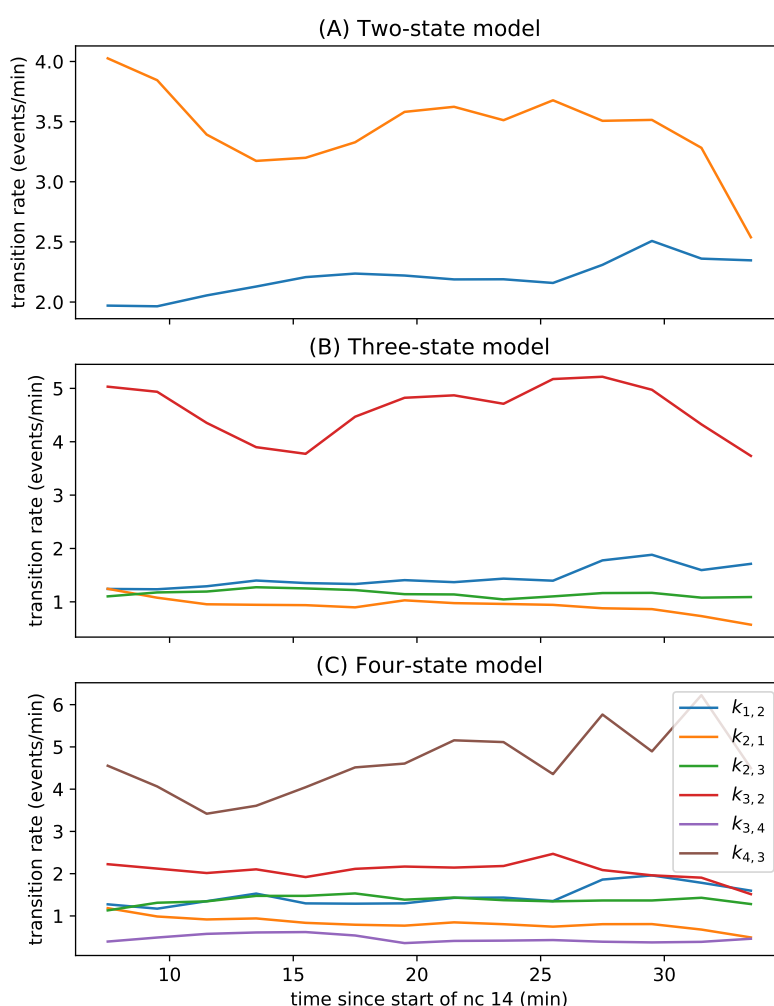 (A) Two-state model
transition rate (events/min)
4.0
3.5
3.0
2.5
2.0
(B) Three-state model
transition rate (events/min)
5
4
3
2
1
(C) Four-state model
transition rate (events/min)
6
5
4
3
2
1
k1,2
k2,1
k2,3
k3,2
k3,4
k4,3
10 15 20 25 30
time since start of nc 14 (min)